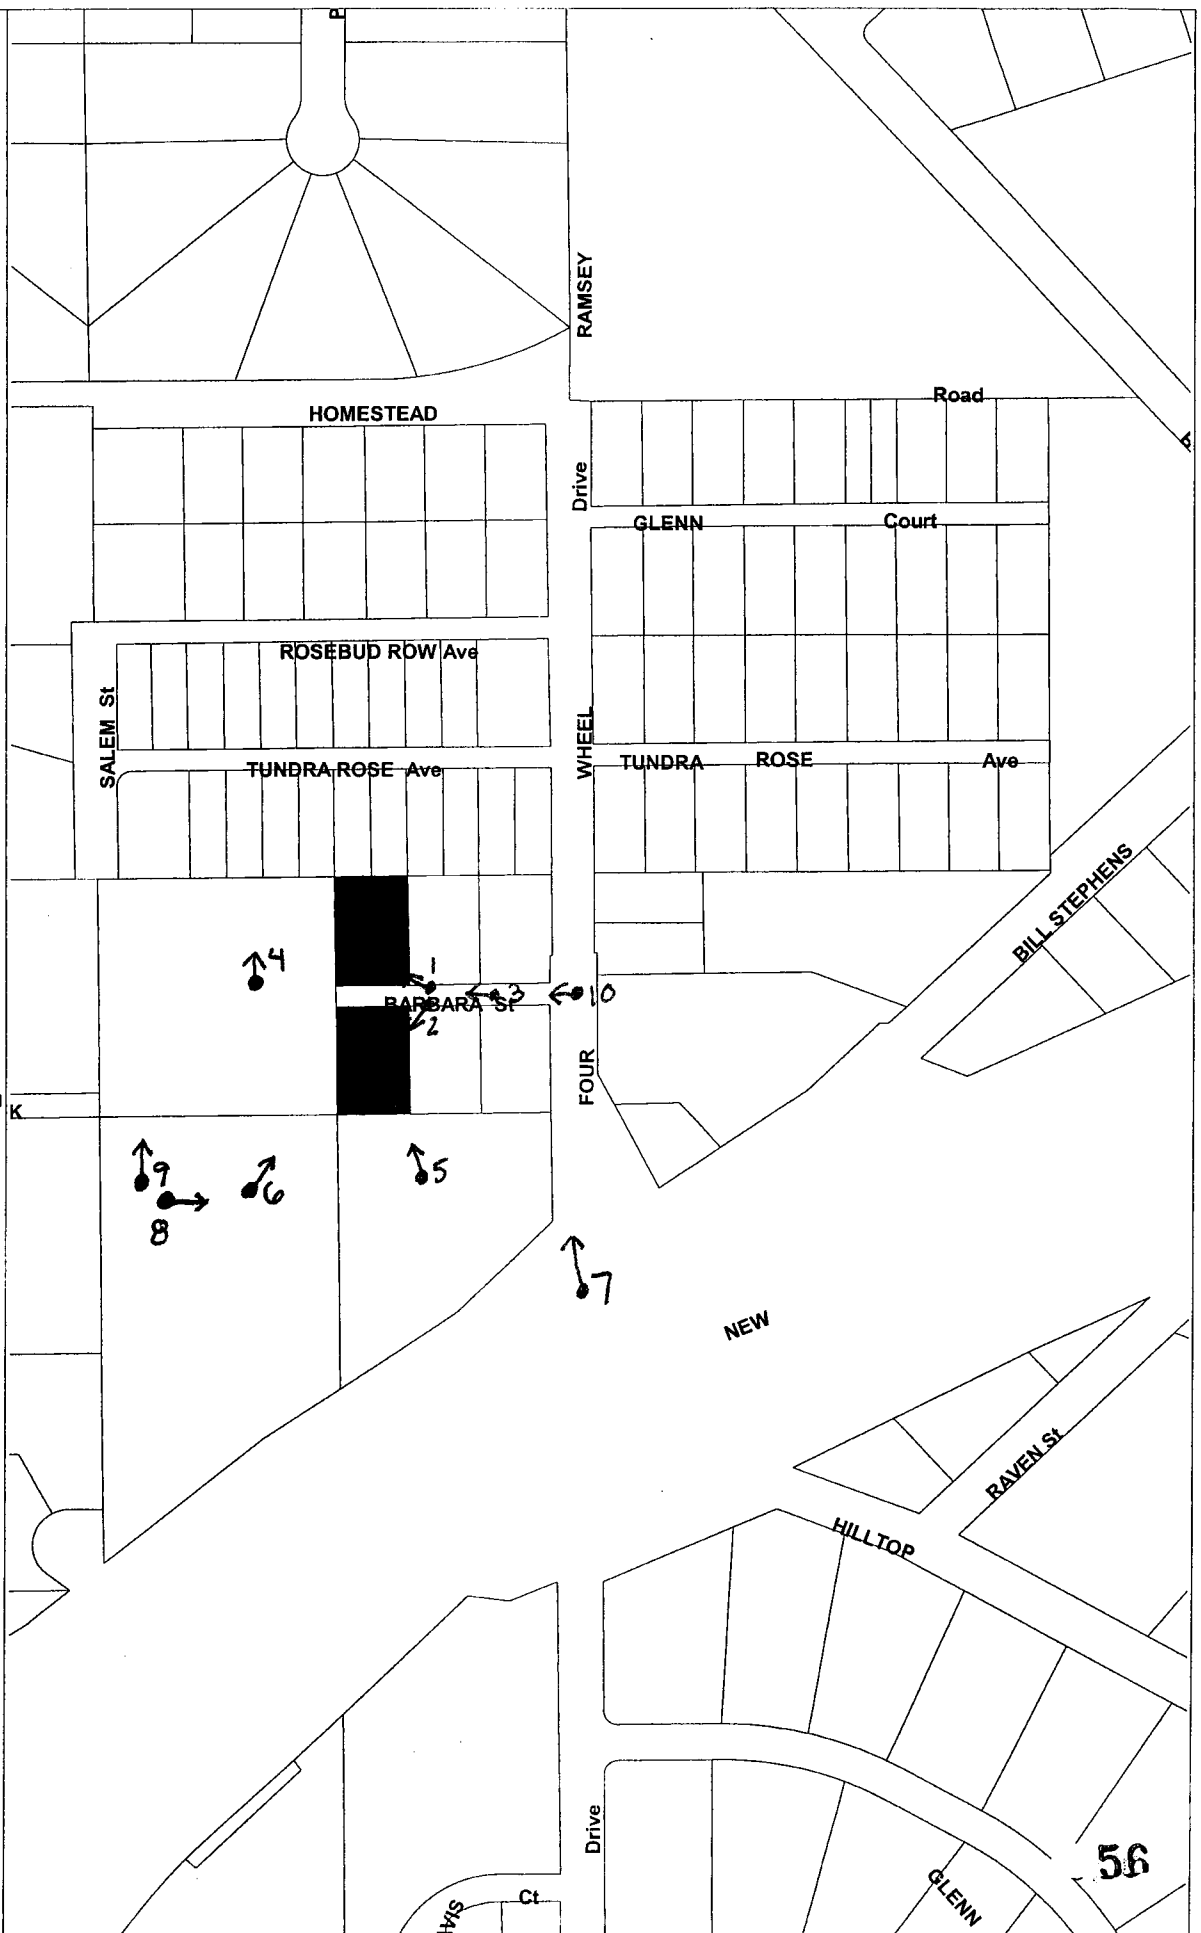 P
RAMSEY
Road
HOMESTEAD
Drive
GLENN Court
ROSEBUD ROW Ave
SALEM St
WHEEL
TUNDRA ROSE Ave
TUNDRA ROSE Ave
BILL STEPHENS
4
1
3
10
BARBARA St
2
FOUR
K
9
6
5
8
7
NEW
RAVEN St
HILLTOP
Drive
56
GLENN
Ct